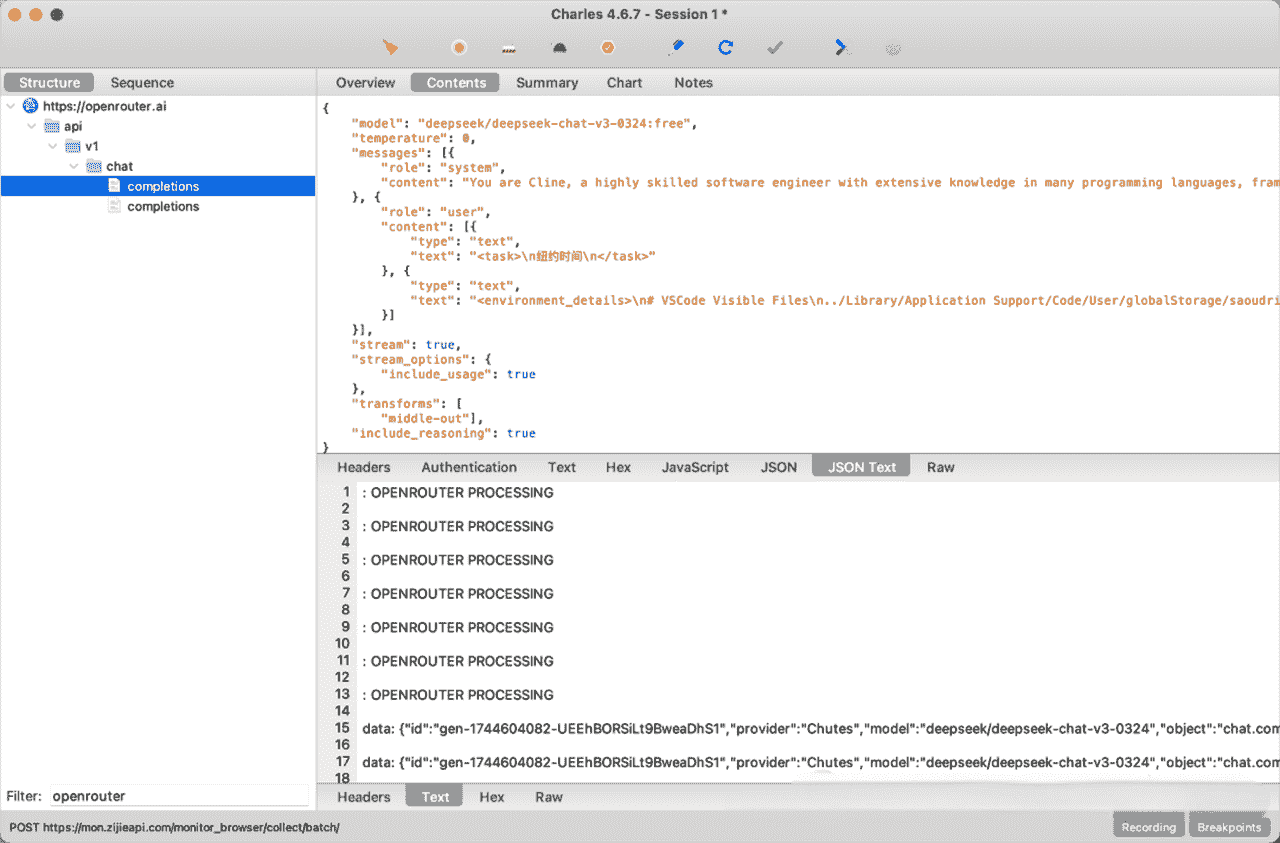 Charles 4.6.7 - Session 1 *
Structure Sequence
Overview Contents Summary Chart Notes
https://openrouter.ai
api
v1
chat
completions
completions
{
"model": "deepseek/deepseek-chat-v3-0324:free",
"temperature": 0,
"messages": [{
"role": "system",
"content": "You are Cline, a highly skilled software engineer with extensive knowledge in many programming languages, fram
}, {
"role": "user",
"content": [{
"type": "text",
"text": "<task>\n纽约时间\n</task>"
}, {
"type": "text",
"text": "<environment_details>\n# VSCode Visible Files\n../Library/Application Support/Code/User/globalStorage/saoudri
}]
}],
"stream": true,
"stream_options": {
"include_usage": true
},
"transforms": [
"middle-out"],
"include_reasoning": true
}
Headers Authentication Text Hex JavaScript JSON JSON Text Raw
1 : OPENROUTER PROCESSING
2
3 : OPENROUTER PROCESSING
4
5 : OPENROUTER PROCESSING
6
7 : OPENROUTER PROCESSING
8
9 : OPENROUTER PROCESSING
10
11 : OPENROUTER PROCESSING
12
13 : OPENROUTER PROCESSING
14
15 data: {"id":"gen-1744604082-UEEhBORSiLt9BweaDhS1","provider":"Chutes","model":"deepseek/deepseek-chat-v3-0324","object":"chat.com
16
17 data: {"id":"gen-1744604082-UEEhBORSiLt9BweaDhS1","provider":"Chutes","model":"deepseek/deepseek-chat-v3-0324","object":"chat.com
18
Filter: openrouter
Headers Text Hex Raw
POST https://mon.zijieapi.com/monitor_browser/collect/batch/
Recording Breakpoints